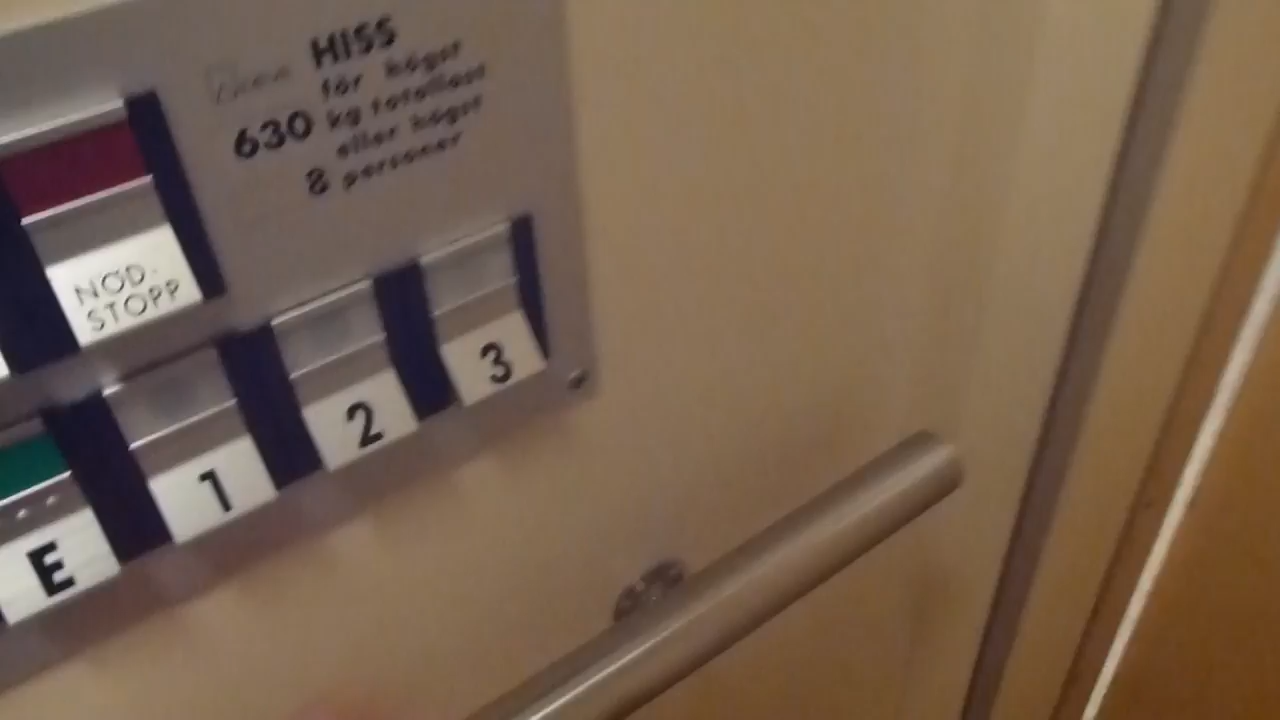 HISS
för högst
630 kg totallast
eller högst
8 personer
NÖD-
STOPP
E 1 2 3